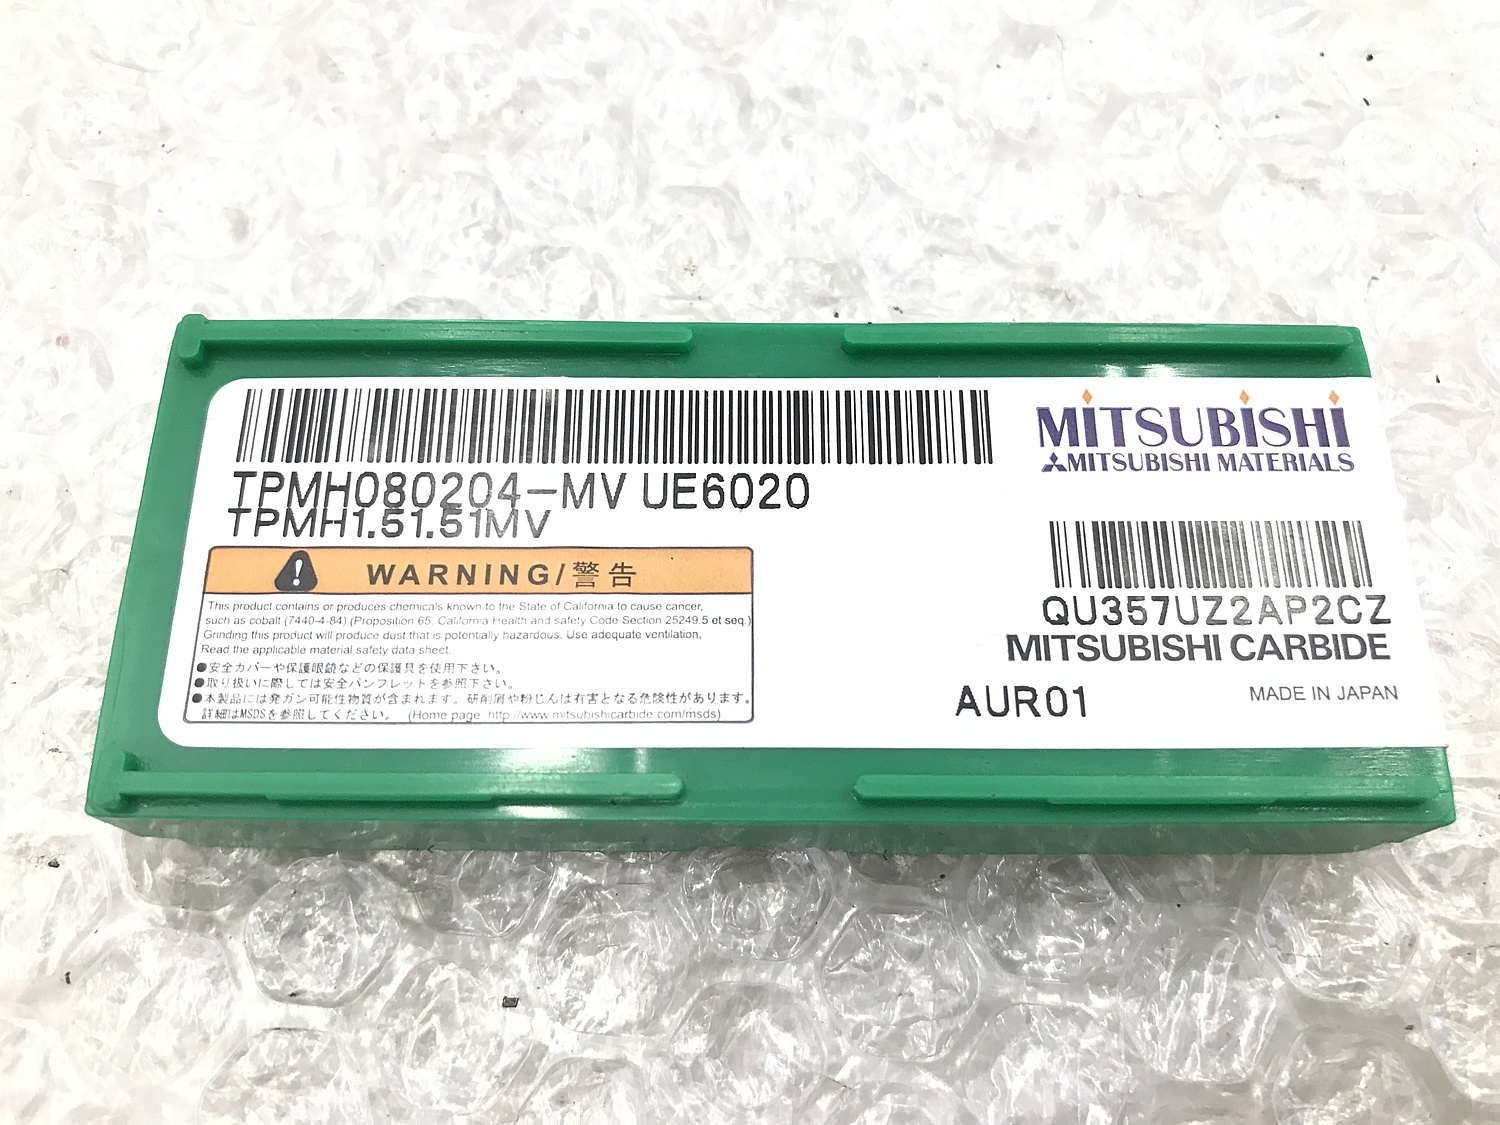 TPMH080204-MV UE6020
TPMH1.51.51MV
WARNING/警告
This product contains or produces chemicals known to the State of California to cause cancer,
such as cobalt (7440-4-84) (Proposition 65, California Health and safety Code Section 25249.5 et seq.)
Grinding this product will produce dust that is potentially hazardous. Use adequate ventilation.
Read the applicable material safety data sheet.
●安全カバーや保護眼鏡などの保護具を使用下さい。
●取り扱いに際しては安全パンフレットを参照下さい。
●本製品には発ガン可能性物質が含まれます。研削屑や粉じんは有害となる危険性があります。
詳細はMSDSを参照してください。 (Home page http://www.mitsubishicarbide.com/msds)
MITSUBISHI
MITSUBISHI MATERIALS
QU357UZ2AP2CZ
MITSUBISHI CARBIDE
AUR01
MADE IN JAPAN